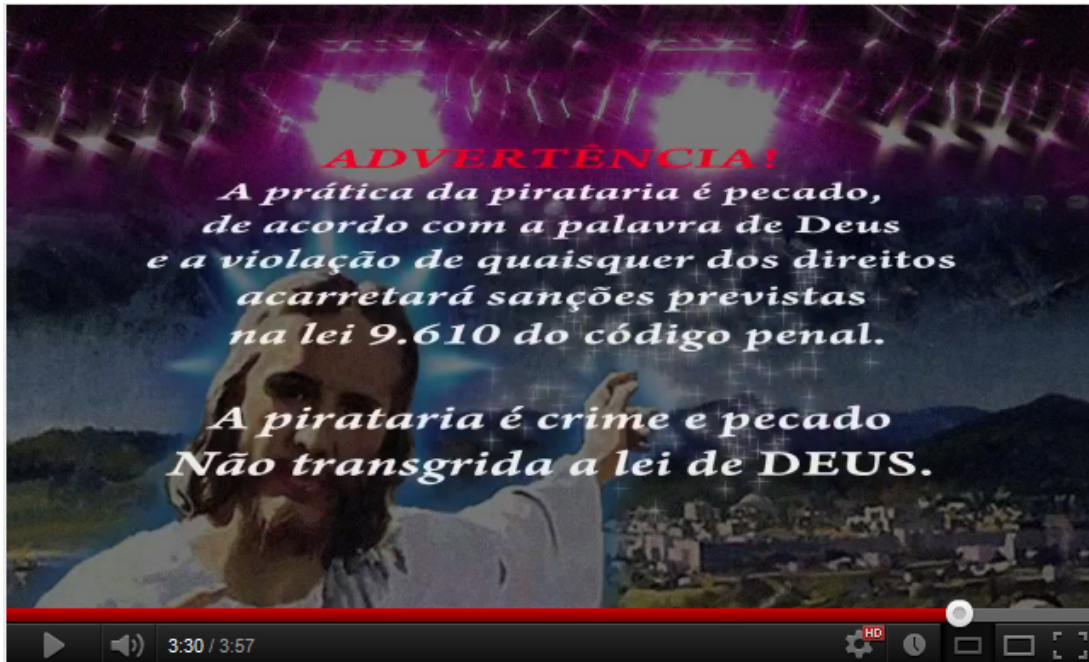 ADVERTÊNCIA!
A prática da pirataria é pecado,
de acordo com a palavra de Deus
e a violação de quaisquer dos direitos
acarretará sanções previstas
na lei 9.610 do código penal.
A pirataria é crime e pecado
Não transgrida a lei de DEUS.
3:30 / 3:57
HD